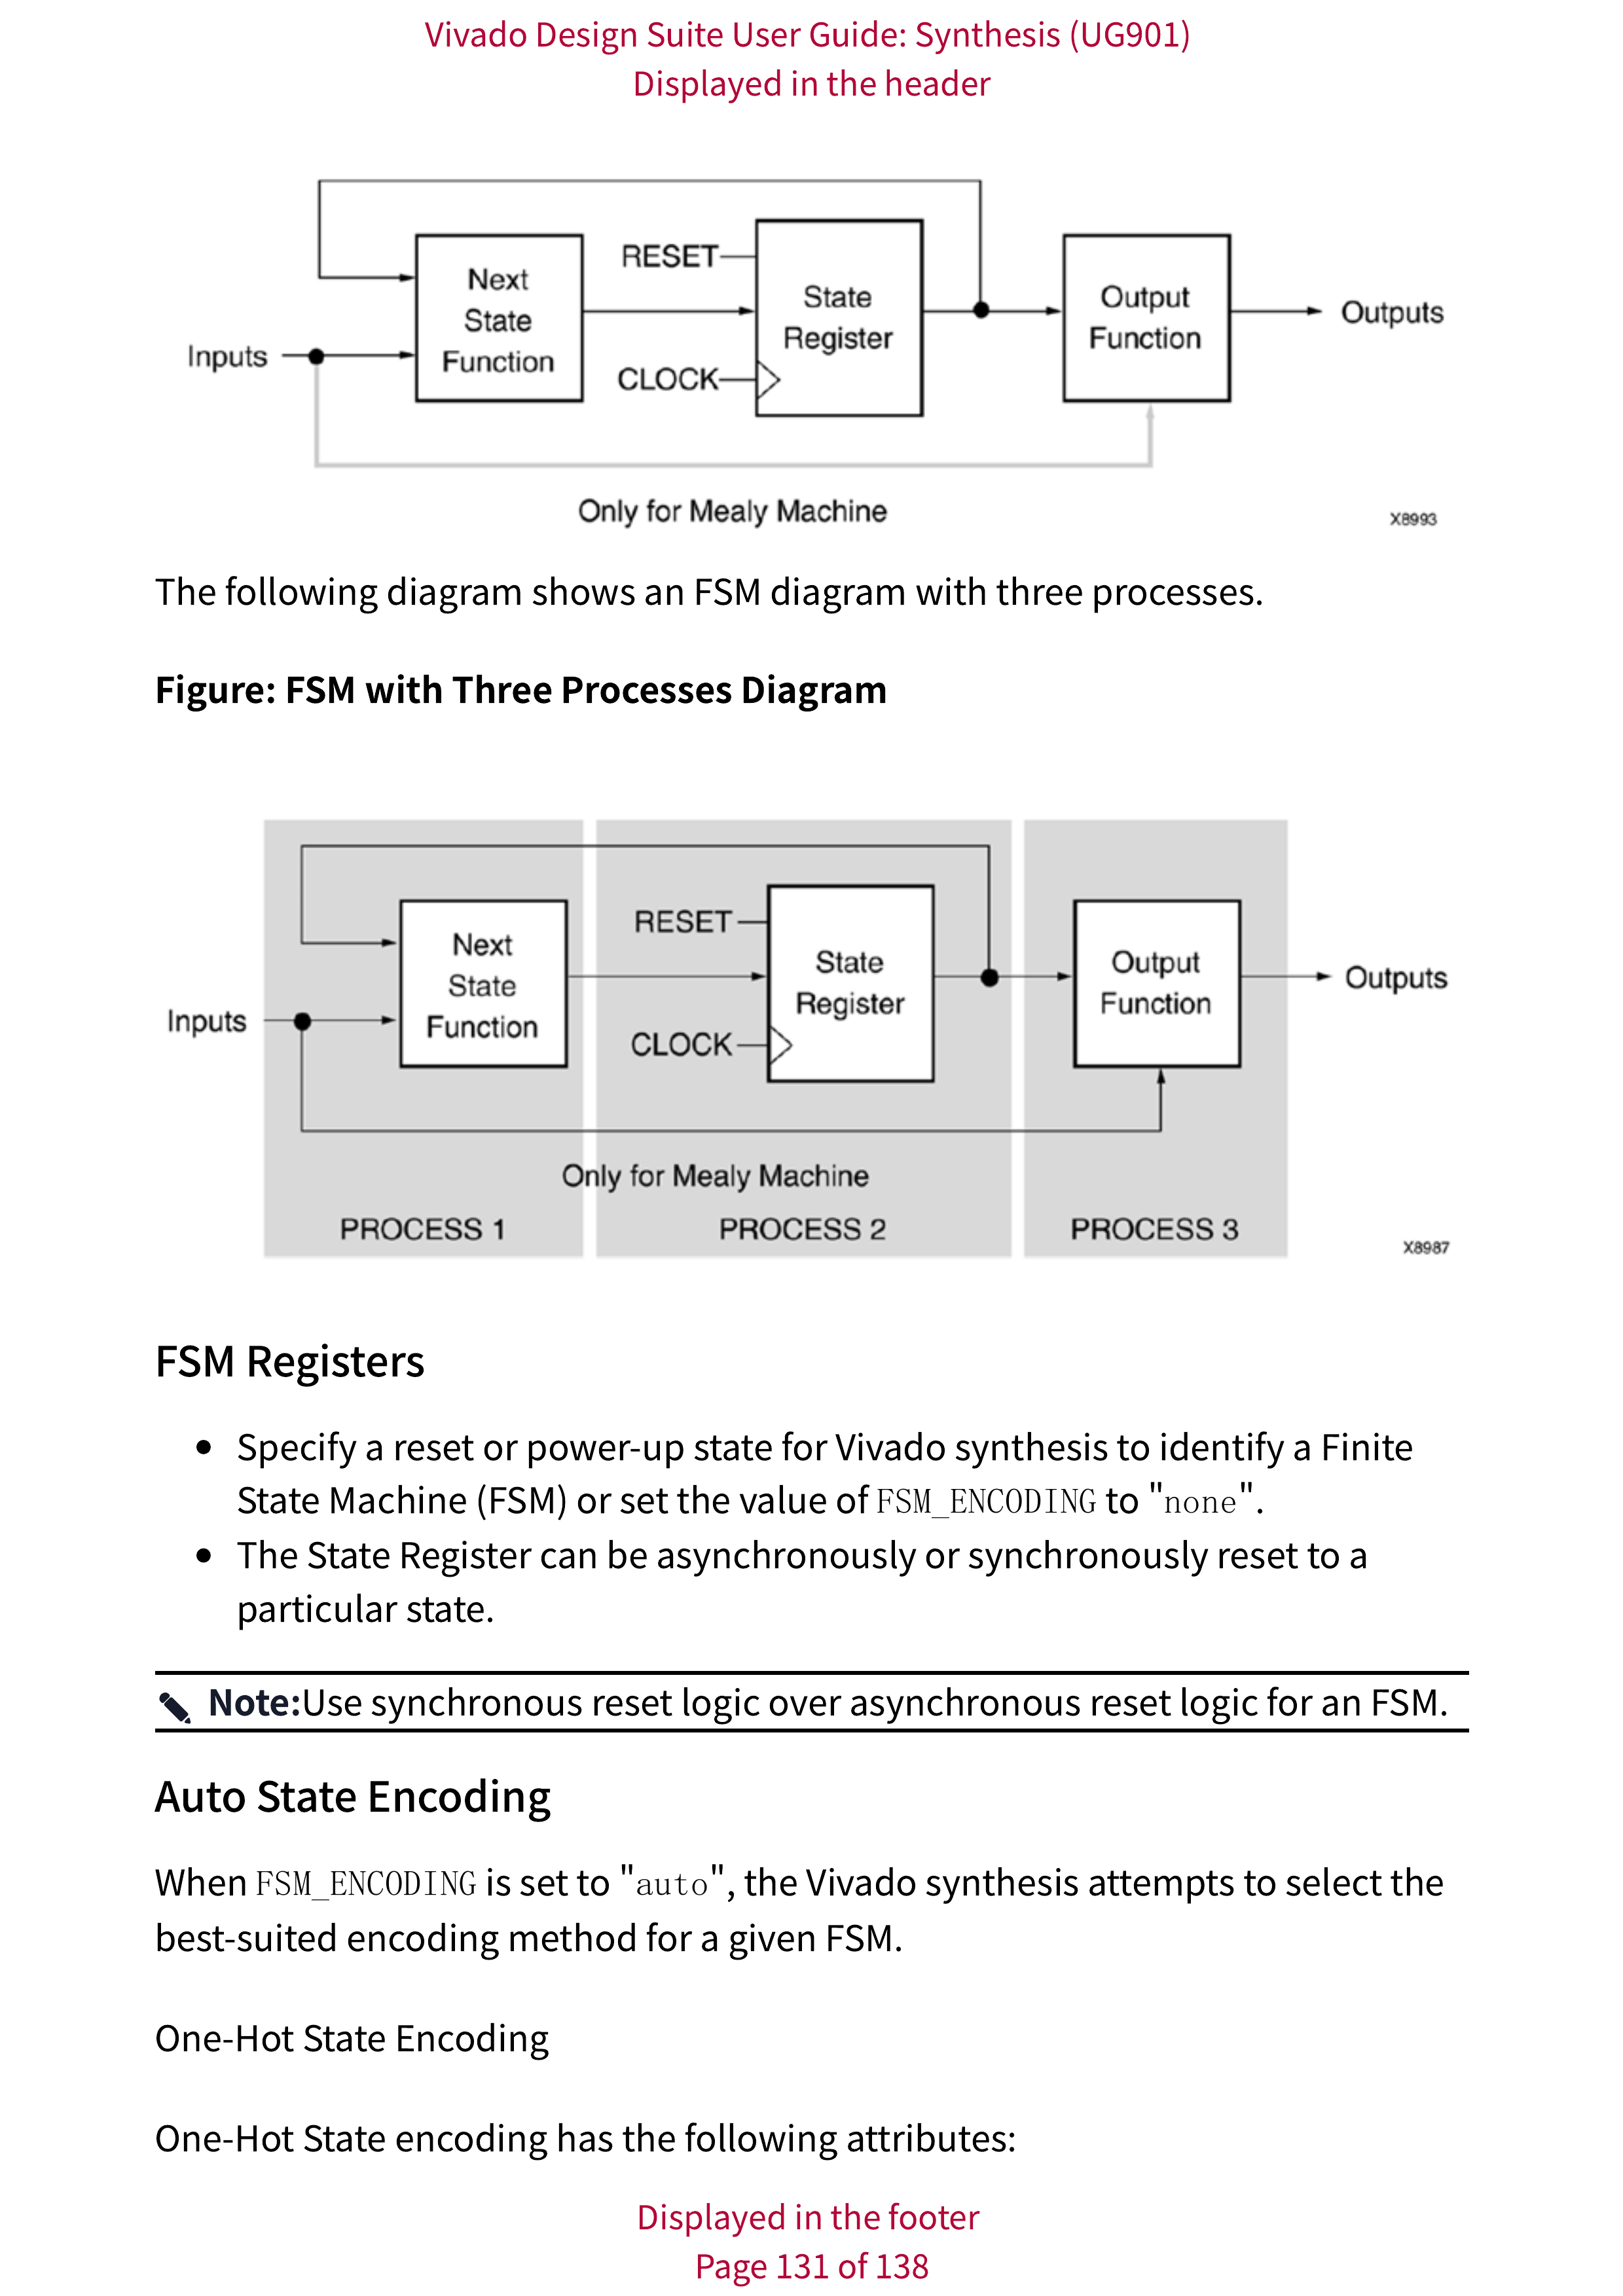 Vivado Design Suite User Guide: Synthesis (UG901)
Displayed in the header
Next
State
Function
RESET
CLOCK
State
Register
Output
Function
Inputs
Outputs
Only for Mealy Machine
X8993
The following diagram shows an FSM diagram with three processes.
Figure: FSM with Three Processes Diagram
Next
State
Function
RESET
CLOCK
State
Register
Output
Function
Inputs
Outputs
Only for Mealy Machine
PROCESS 1
PROCESS 2
PROCESS 3
X8987
FSM Registers
• Specify a reset or power-up state for Vivado synthesis to identify a Finite
State Machine (FSM) or set the value of FSM_ENCODING to "none".
• The State Register can be asynchronously or synchronously reset to a
particular state.
Note:Use synchronous reset logic over asynchronous reset logic for an FSM.
Auto State Encoding
When FSM_ENCODING is set to "auto", the Vivado synthesis attempts to select the
best-suited encoding method for a given FSM.
One-Hot State Encoding
One-Hot State encoding has the following attributes:
Displayed in the footer
Page 131 of 138